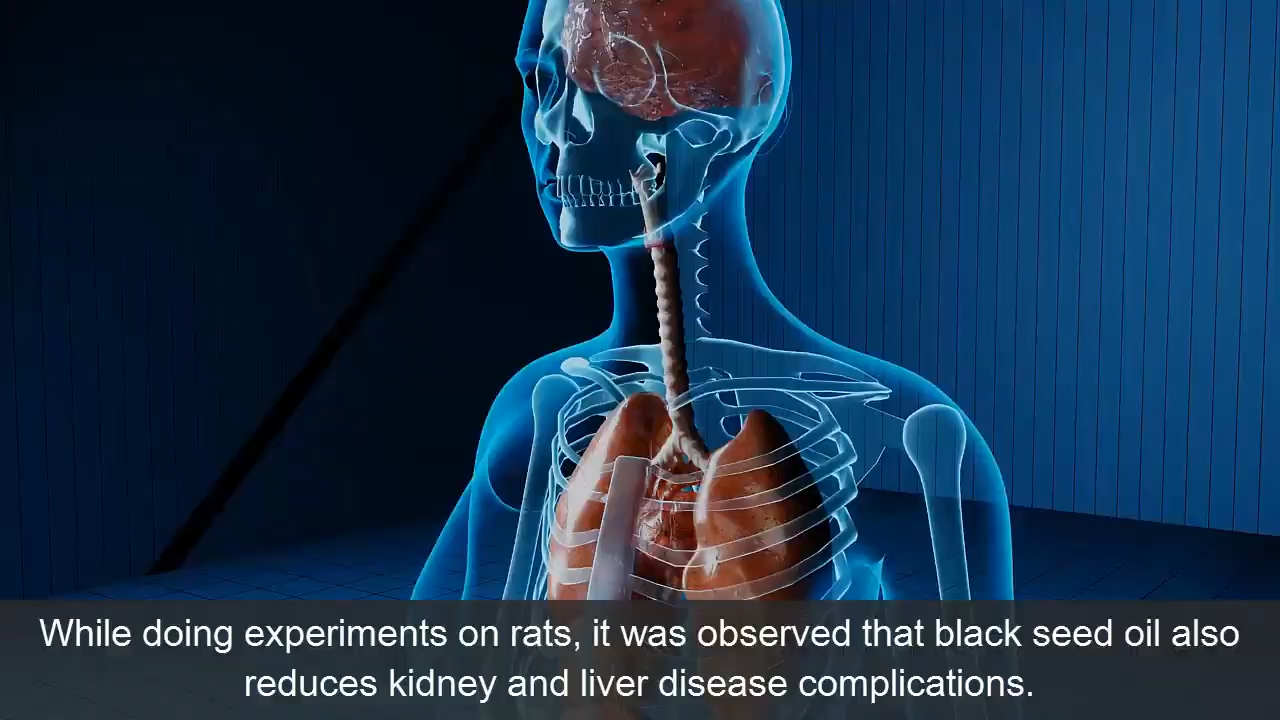 While doing experiments on rats, it was observed that black seed oil also
reduces kidney and liver disease complications.